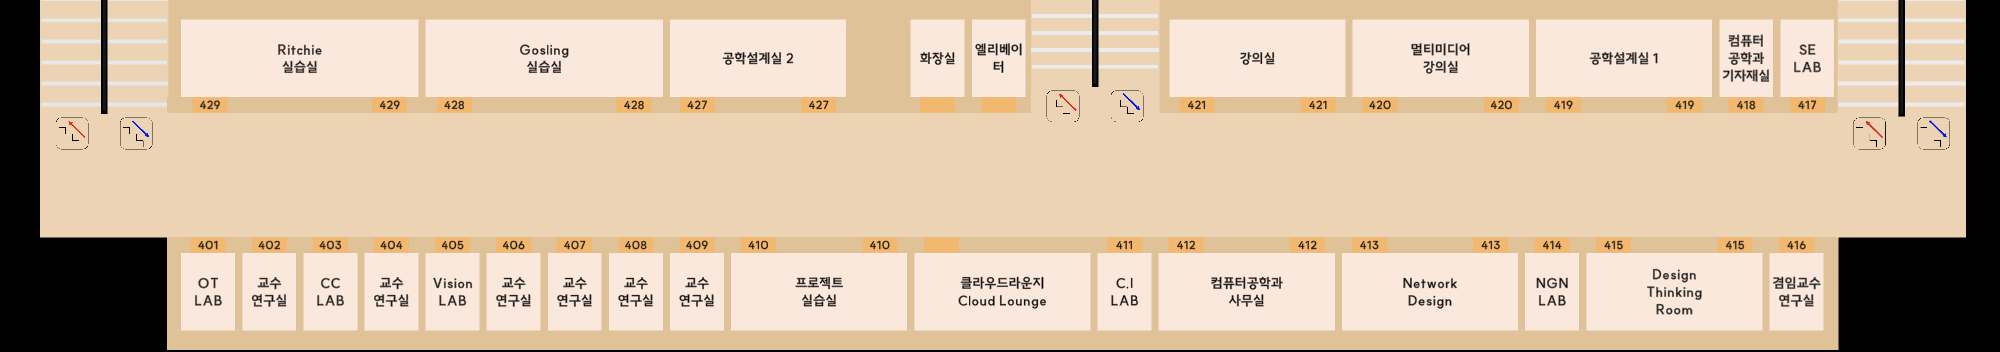 Ritchie
실습실
Gosling
실습실
공학설계실 2
화장실
엘리베이
터
강의실
멀티미디어
강의실
공학설계실 1
컴퓨터
공학과
기자재실
SE
LAB
429 429 428 428 427 427 421 421 420 420 419 419 418 417
401 402 403 404 405 406 407 408 409 410 410 411 412 412 413 413 414 415 415 416
OT
LAB
교수
연구실
CC
LAB
교수
연구실
Vision
LAB
교수
연구실
교수
연구실
교수
연구실
교수
연구실
프로젝트
실습실
클라우드라운지
Cloud Lounge
C.I
LAB
컴퓨터공학과
사무실
Network
Design
NGN
LAB
Design
Thinking
Room
겸임교수
연구실